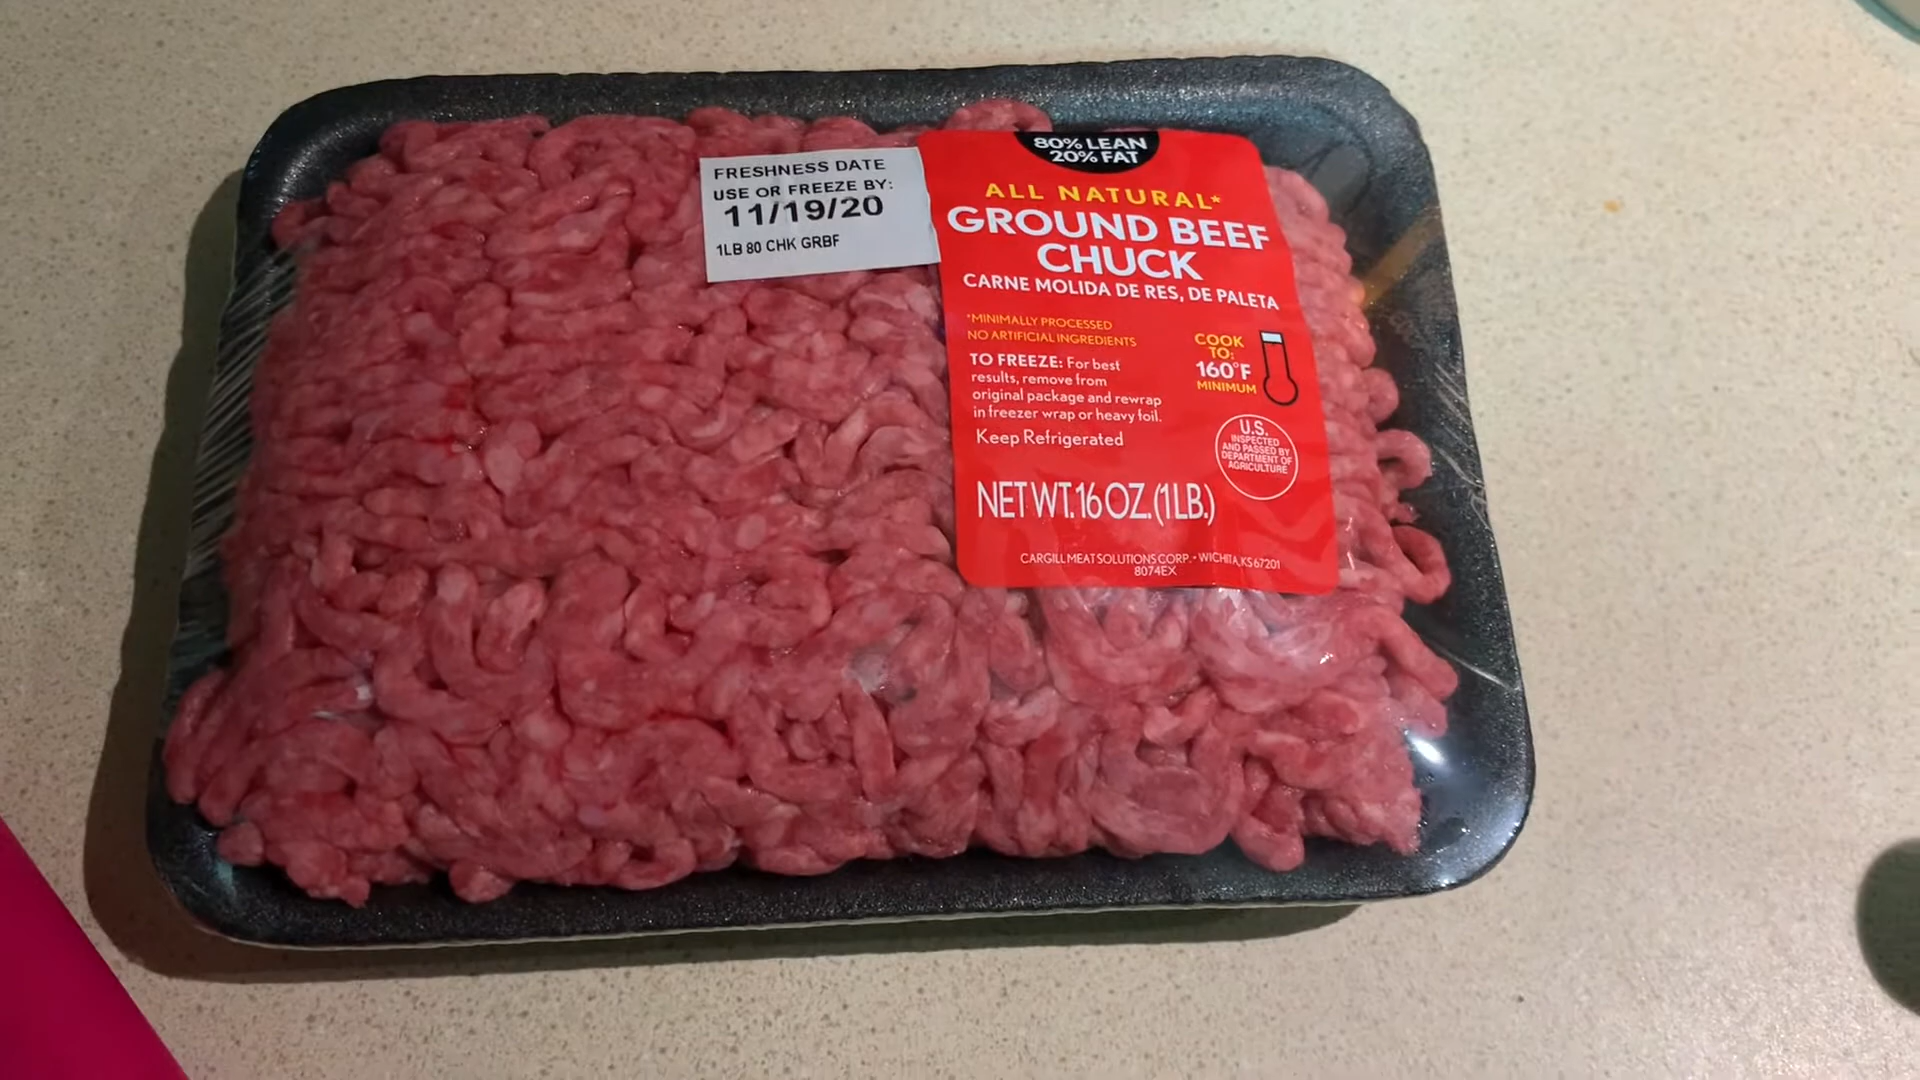 FRESHNESS DATE
USE OR FREEZE BY:
11/19/20
1LB 80 CHK GRBF
80% LEAN
20% FAT
ALL NATURAL*
GROUND BEEF
CHUCK
CARNE MOLIDA DE RES, DE PALETA
*MINIMALLY PROCESSED
NO ARTIFICIAL INGREDIENTS
TO FREEZE: For best
results, remove from
original package and rewrap
in freezer wrap or heavy foil.
Keep Refrigerated
COOK
TO:
160°F
MINIMUM
U.S.
INSPECTED
AND PASSED BY
DEPARTMENT OF
AGRICULTURE
NET WT. 16 OZ. (1 LB.)
CARGILL MEAT SOLUTIONS CORP. • WICHITA, KS 67201
8074EX